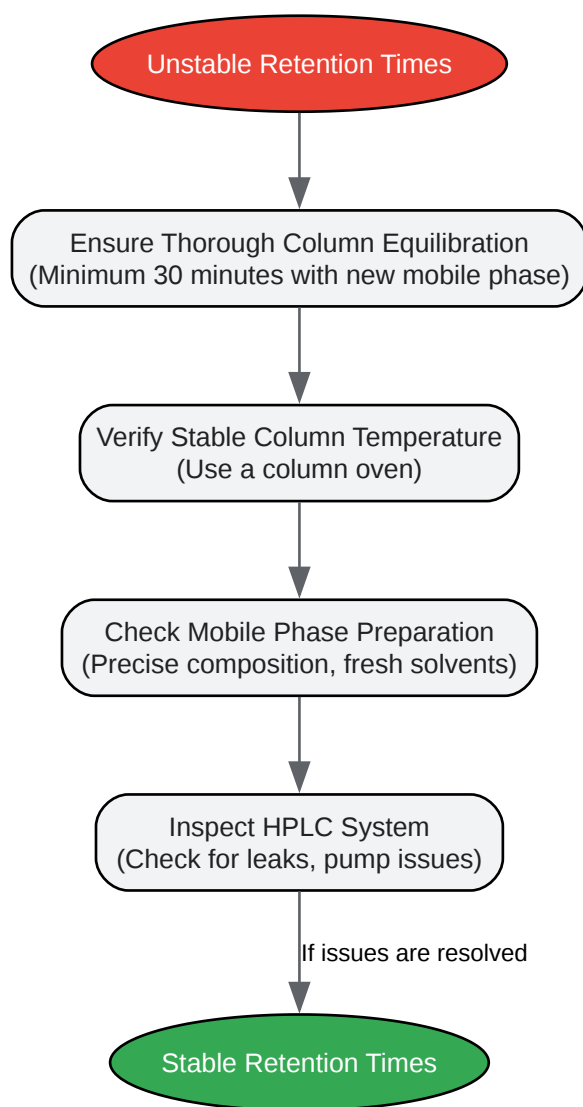 Unstable Retention Times
Ensure Thorough Column Equilibration
(Minimum 30 minutes with new mobile phase)
Verify Stable Column Temperature
(Use a column oven)
Check Mobile Phase Preparation
(Precise composition, fresh solvents)
Inspect HPLC System
(Check for leaks, pump issues)
If issues are resolved
Stable Retention Times